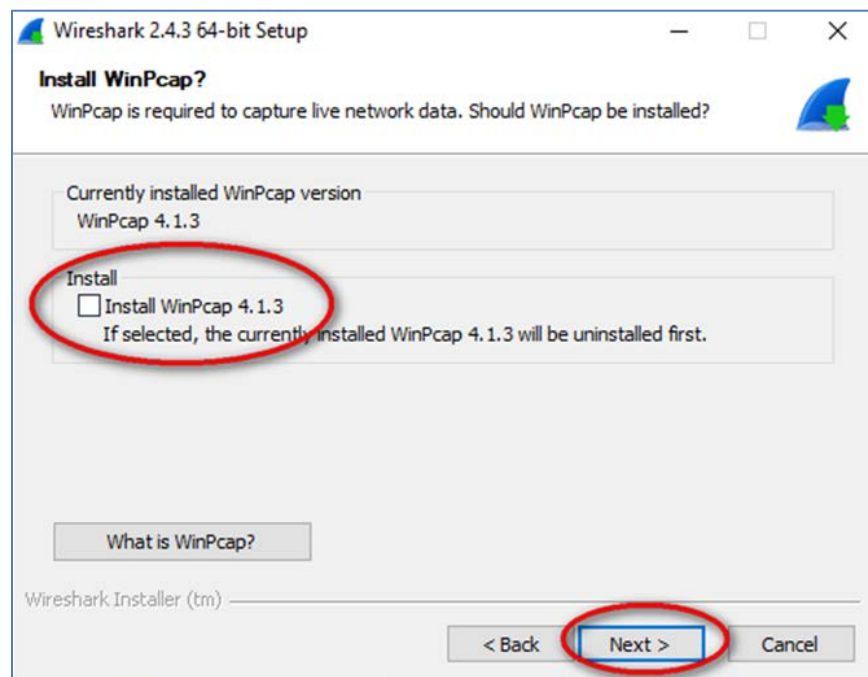 Wireshark 2.4.3 64-bit Setup
Install WinPcap?
WinPcap is required to capture live network data. Should WinPcap be installed?
Currently installed WinPcap version
WinPcap 4.1.3
Install
Install WinPcap 4.1.3
If selected, the currently installed WinPcap 4.1.3 will be uninstalled first.
What is WinPcap?
Wireshark Installer (tm)
< Back Next > Cancel